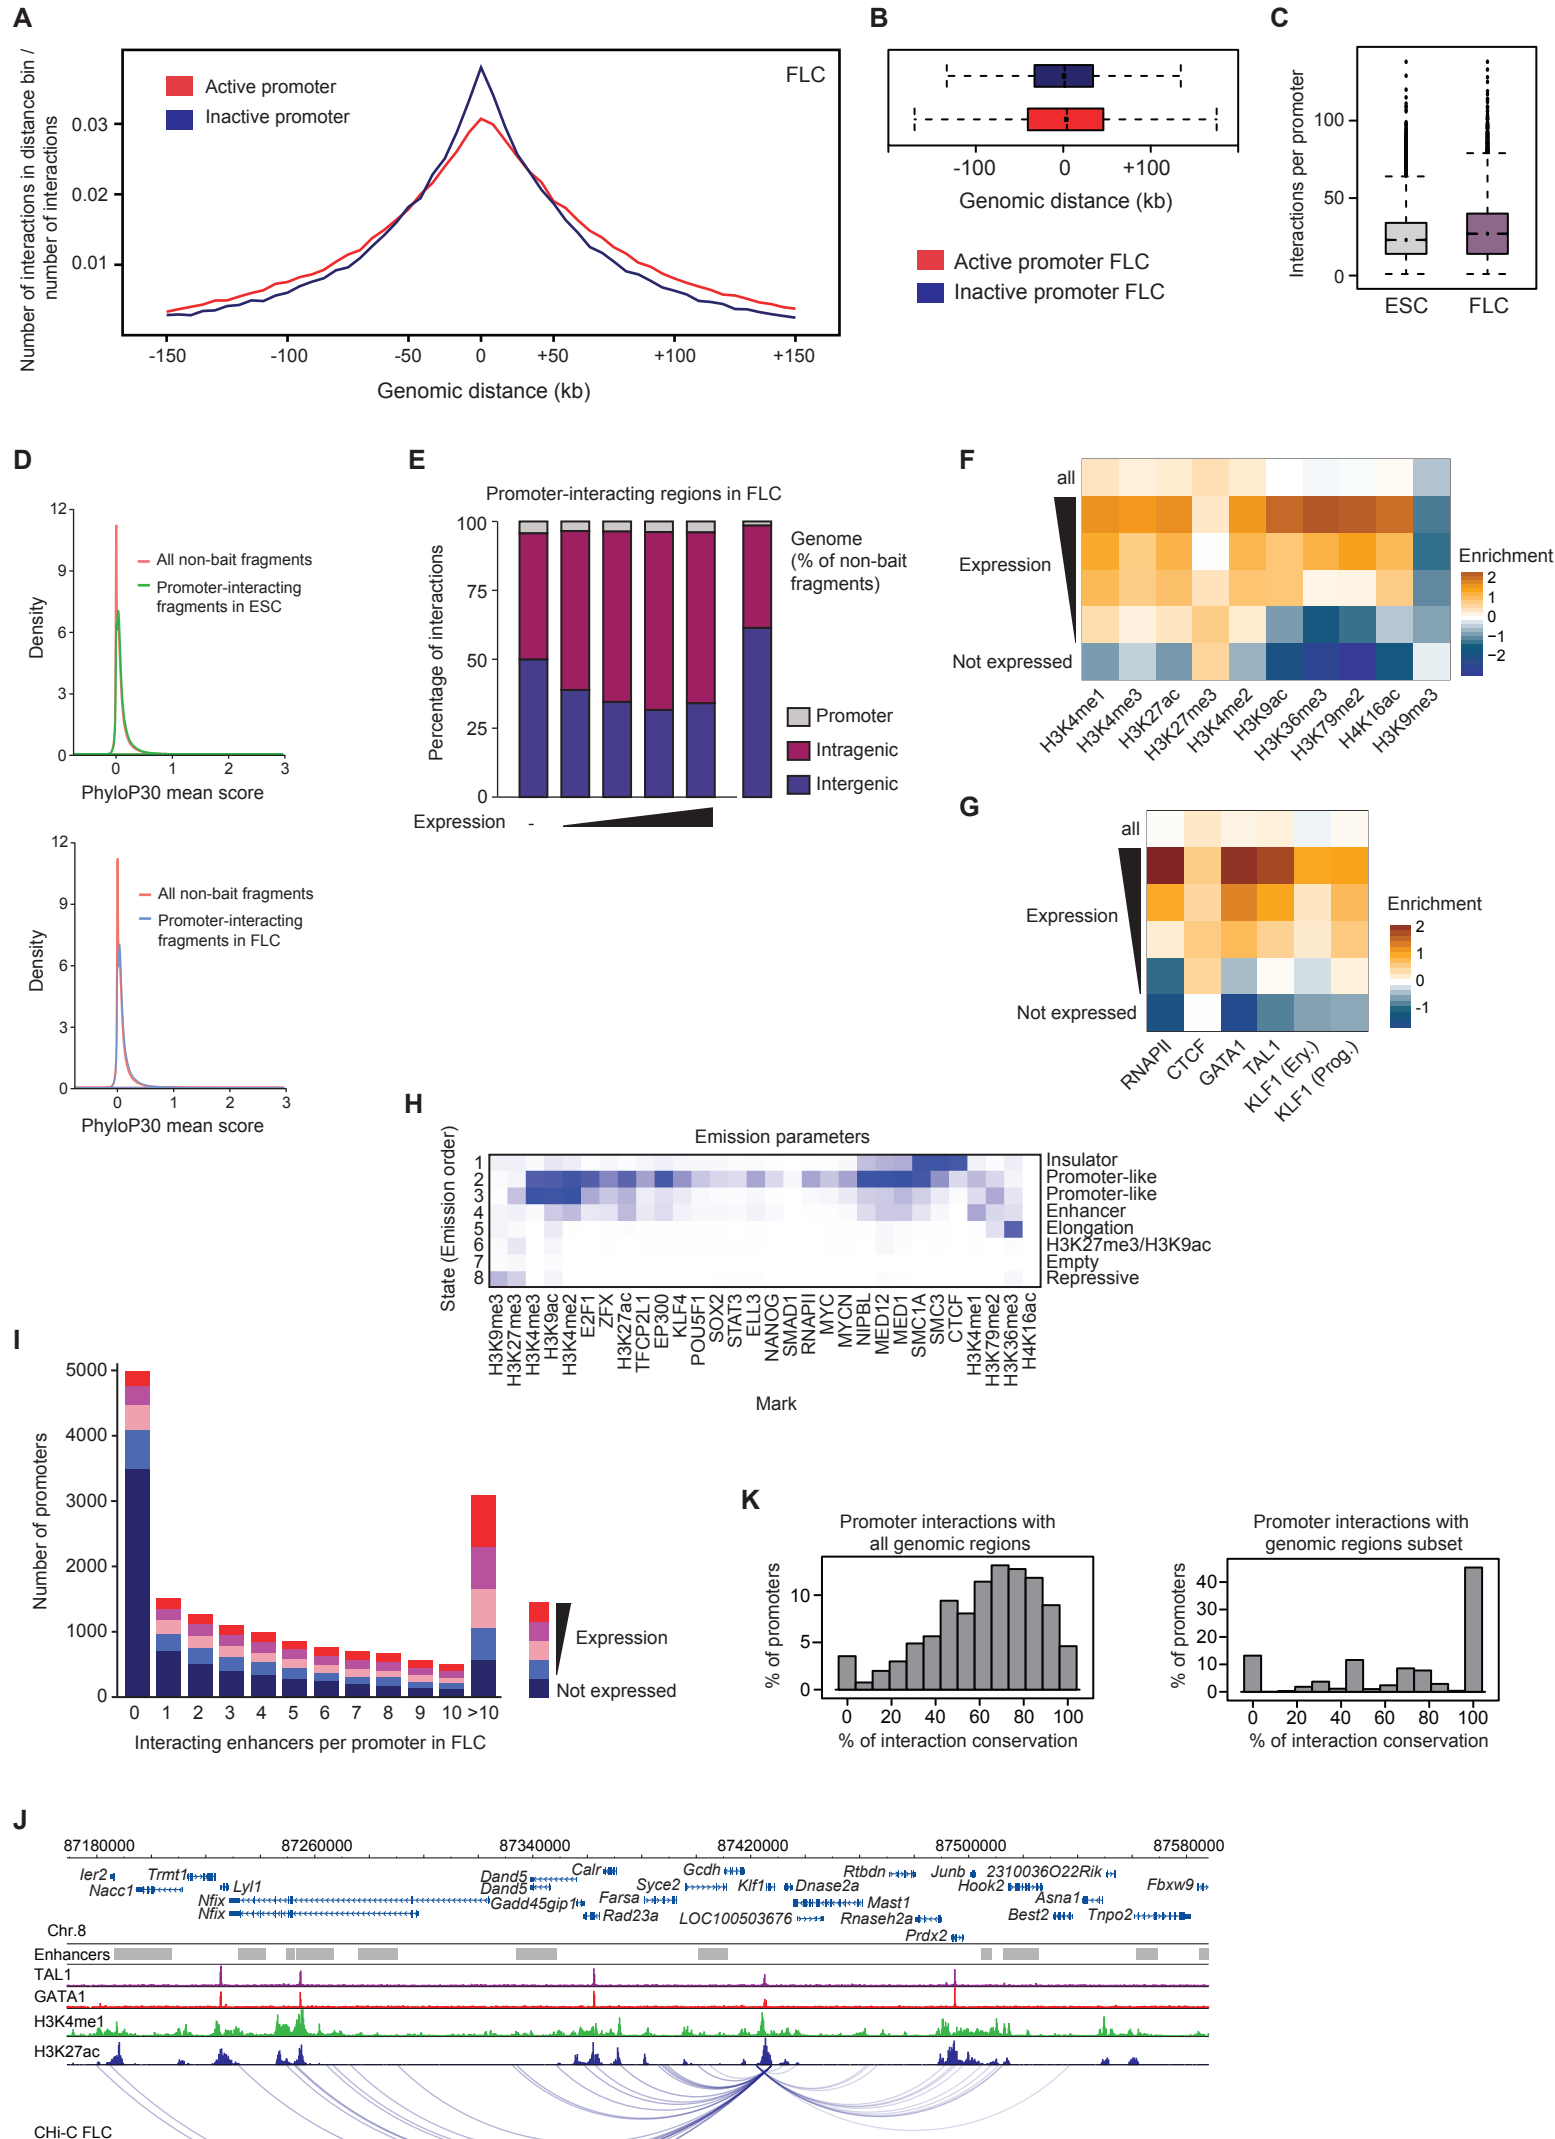 A
Number of interactions in distance bin /
number of interactions
Active promoter
Inactive promoter
FLC
0.03
0.02
0.01
-150
-100
-50
0
+50
+100
+150
Genomic distance (kb)
B
-100
0
+100
Genomic distance (kb)
Active promoter FLC
Inactive promoter FLC
C
Interactions per promoter
100
50
0
ESC
FLC
D
Density
12
9
6
3
0
All non-bait fragments
Promoter-interacting
fragments in ESC
0
1
2
3
PhyloP30 mean score
Density
12
9
6
3
0
All non-bait fragments
Promoter-interacting
fragments in FLC
0
1
2
3
PhyloP30 mean score
E
Promoter-interacting regions in FLC
Percentage of interactions
100
75
50
25
0
Genome
(% of non-bait
fragments)
Promoter
Intragenic
Intergenic
Expression
-
F
all
Expression
Not expressed
Enrichment
2
1
0
−1
−2
H3K4me1
H3K4me3
H3K27ac
H3K27me3
H3K4me2
H3K9ac
H3K36me3
H3K79me2
H4K16ac
H3K9me3
G
all
Expression
Not expressed
Enrichment
2
1
0
-1
RNAPII
CTCF
GATA1
TAL1
KLF1 (Ery.)
KLF1 (Prog.)
H
Emission parameters
State (Emission order)
1
2
3
4
5
6
7
8
Insulator
Promoter-like
Promoter-like
Enhancer
Elongation
H3K27me3/H3K9ac
Empty
Repressive
H3K9me3
H3K27me3
H3K4me3
H3K9ac
H3K4me2
E2F1
ZFX
H3K27ac
TFCP2L1
EP300
KLF4
POU5F1
SOX2
STAT3
ELL3
NANOG
SMAD1
RNAPII
MYC
MYCN
NIPBL
MED12
MED1
SMC1A
SMC3
CTCF
H3K4me1
H3K79me2
H3K36me3
H4K16ac
Mark
I
Number of promoters
5000
4000
3000
2000
1000
0
0 1 2 3 4 5 6 7 8 9 10 >10
Interacting enhancers per promoter in FLC
Expression
Not expressed
K
Promoter interactions with
all genomic regions
% of promoters
10
5
0
0 20 40 60 80 100
% of interaction conservation
Promoter interactions with
genomic regions subset
% of promoters
40
30
20
10
0
0 20 40 60 80 100
% of interaction conservation
J
87180000 87260000 87340000 87420000 87500000 87580000
Ier2 Trmt1 Dand5 Calr Gcdh Rtbdn Junb 2310036O22Rik
Nacc1 Lyl1 Dand5 Syce2 Klf1 Dnase2a Hook2 Fbxw9
Nfix Gadd45gip1 Farsa Mast1 Asna1
Nfix Rad23a LOC100503676 Rnaseh2a Best2 Tnpo2
Prdx2
Chr.8
Enhancers
TAL1
GATA1
H3K4me1
H3K27ac
CHi-C FLC